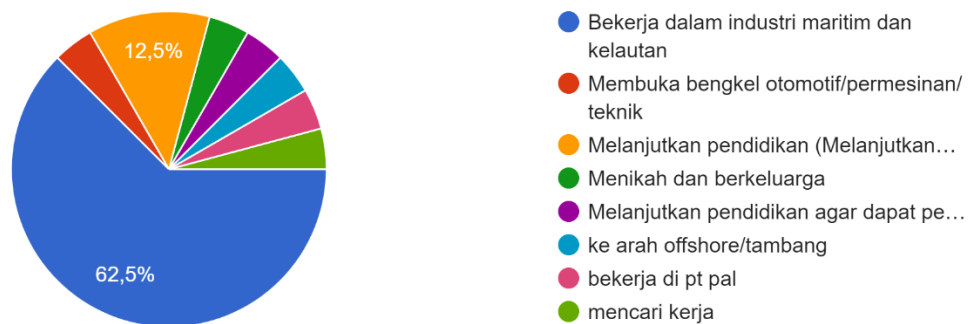 12,5%
62,5%
Bekerja dalam industri maritim dan
kelautan
Membuka bengkel otomotif/permesinan/
teknik
Melanjutkan pendidikan (Melanjutkan…
Menikah dan berkeluarga
Melanjutkan pendidikan agar dapat pe…
ke arah offshore/tambang
bekerja di pt pal
mencari kerja